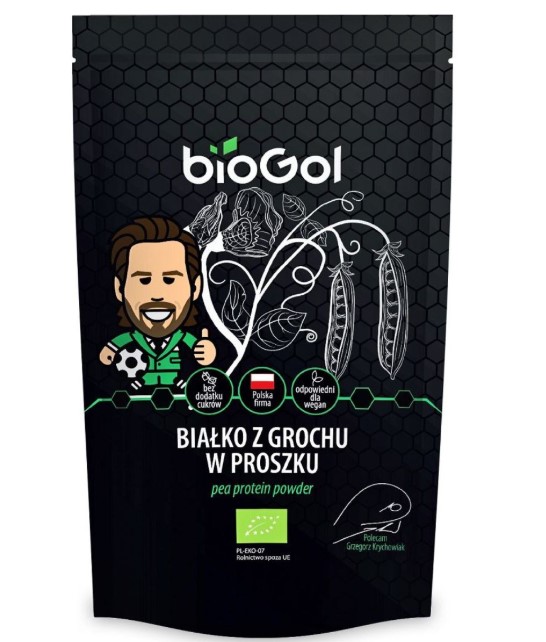 bioGol
bez
dodatku
cukrów
Polska
firma
odpowiedni
dla
wegan
BIAŁKO Z GROCHU
W PROSZKU
pea protein powder
PL-EKO-07
Rolnictwo spoza UE
Polecam
Grzegorz Krychowiak